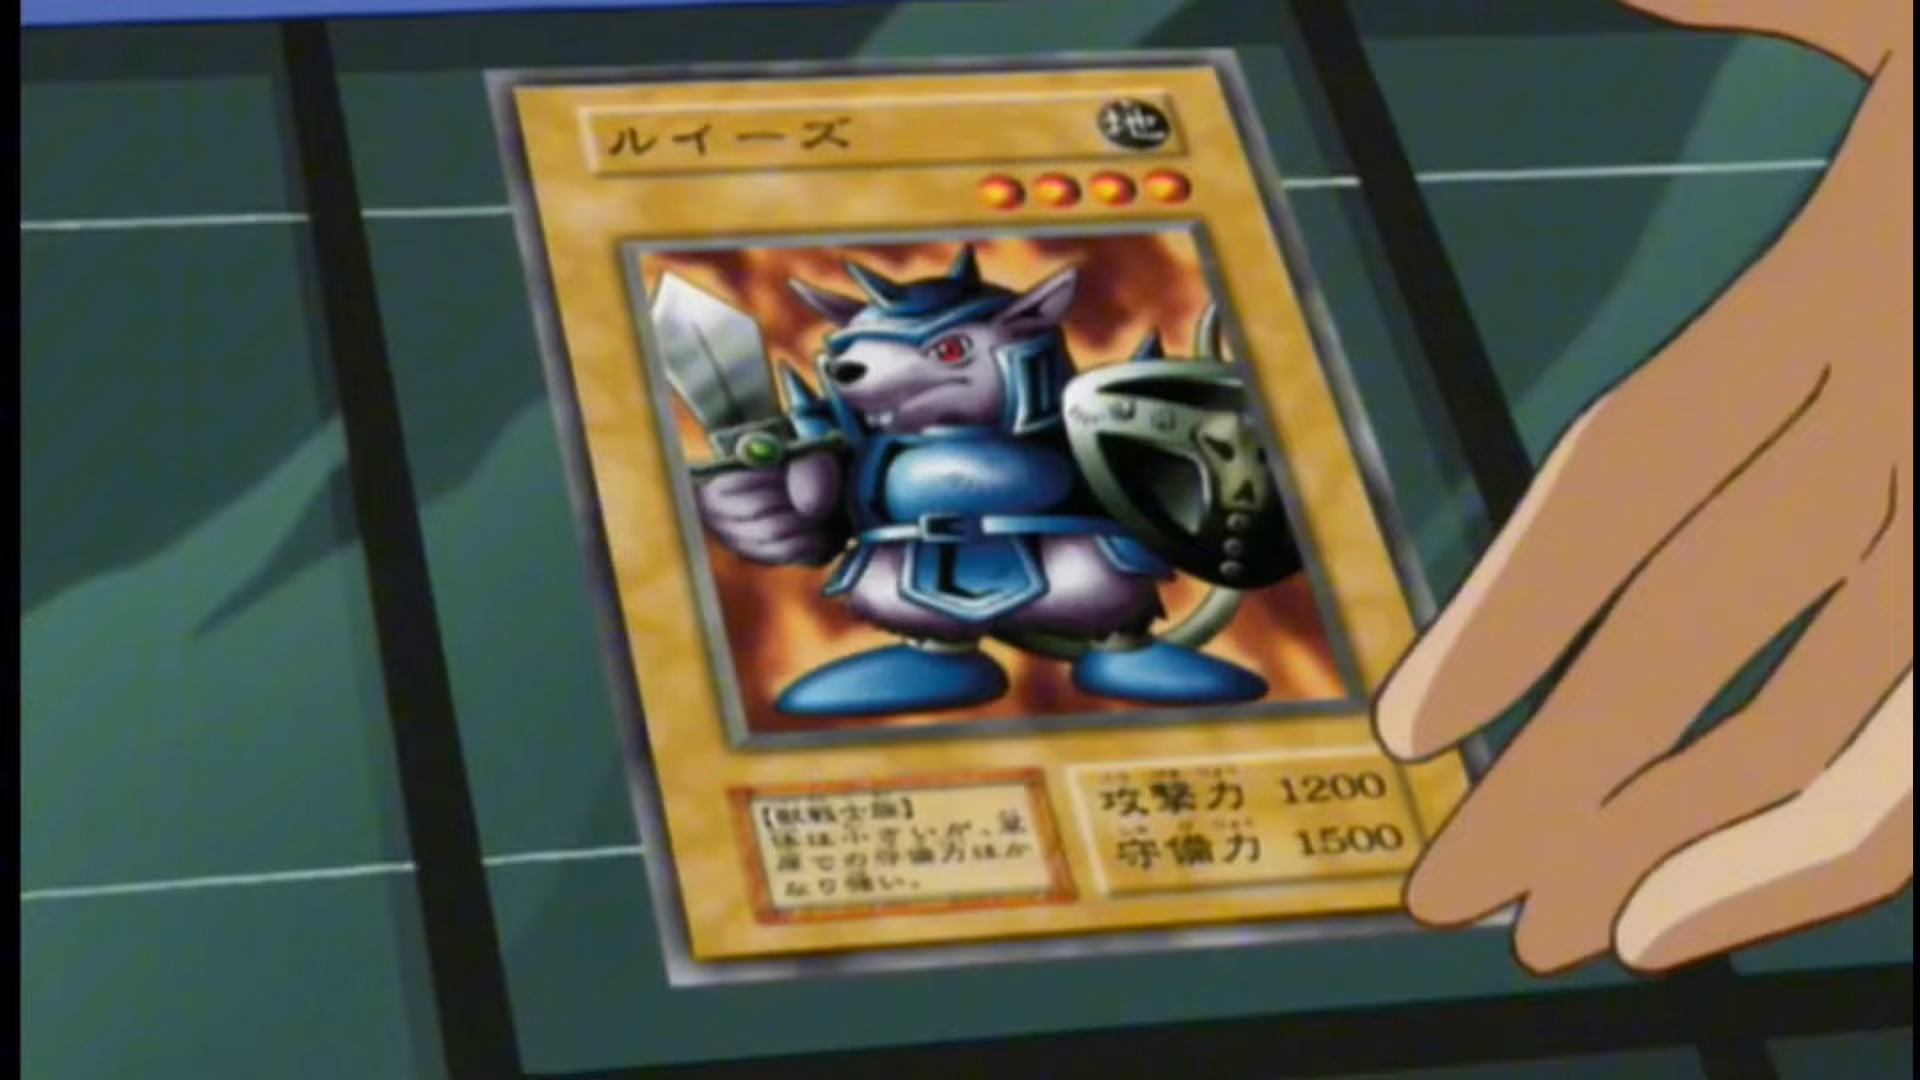 ルイーズ
地
【獣戦士族】
体は小さいが、草
原での守備力はか
なり強い。
攻撃力 1200
守備力 1500